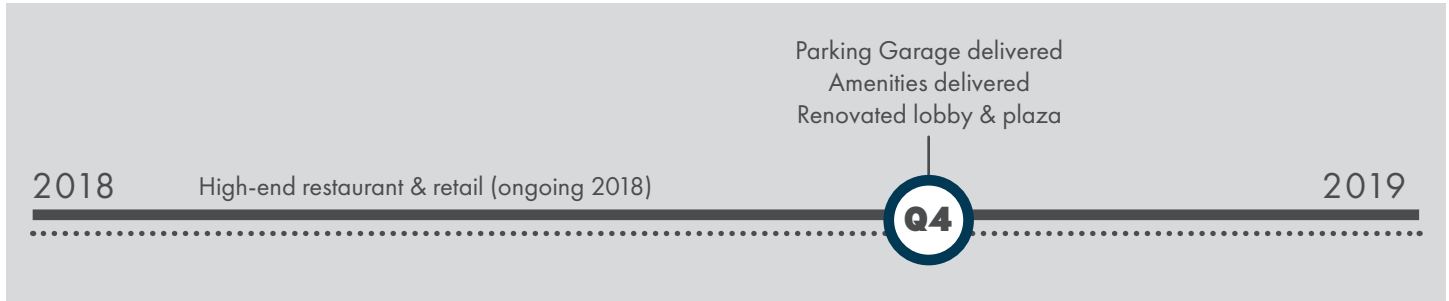 Parking Garage delivered
Amenities delivered
Renovated lobby & plaza
2018
High-end restaurant & retail (ongoing 2018)
2019
Q4